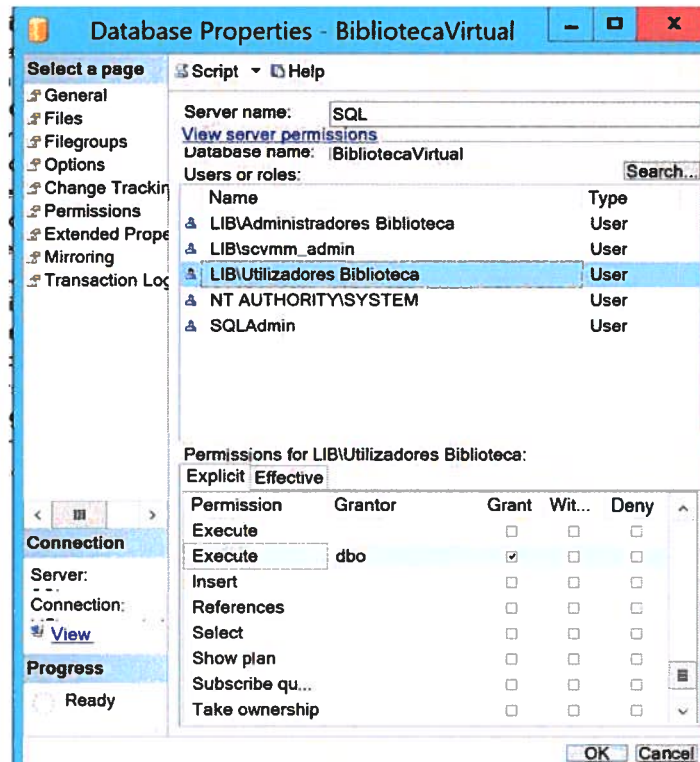 Database Properties - BibliotecaVirtual
Select a page
General
Files
Filegroups
Options
Change Trackin
Permissions
Extended Prope
Mirroring
Transaction Log
Connection
Server:
Connection:
View
Progress
Ready
Script Help
Server name: SQL
View server permissions
Database name: BibliotecaVirtual
Users or roles: Search...
Name Type
LIB\Administradores Biblioteca User
LIB\scvmm_admin User
LIB\Utilizadores Biblioteca User
NT AUTHORITY\SYSTEM User
SQLAdmin User
Permissions for LIB\Utilizadores Biblioteca:
Explicit Effective
Permission Grantor Grant Wit... Deny
Execute
Execute dbo
Insert
References
Select
Show plan
Subscribe qu...
Take ownership
OK Cancel